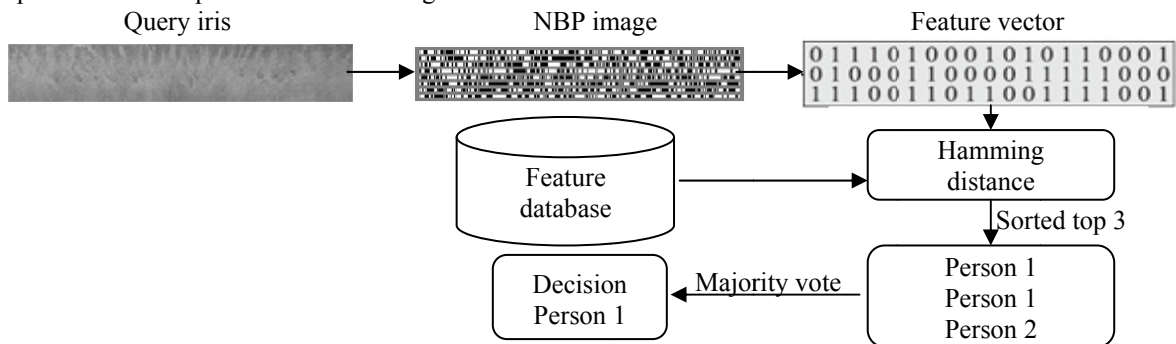 Query iris
NBP image
Feature vector
0 1 1 1 0 1 0 0 0 1 0 1 0 1 1 0 0 0 1
0 1 0 0 0 1 1 0 0 0 0 1 1 1 1 1 0 0 0
1 1 1 0 0 1 1 0 1 1 0 0 1 1 1 1 0 0 1
Feature
database
Hamming
distance
Sorted top 3
Person 1
Person 1
Person 2
Majority vote
Decision
Person 1